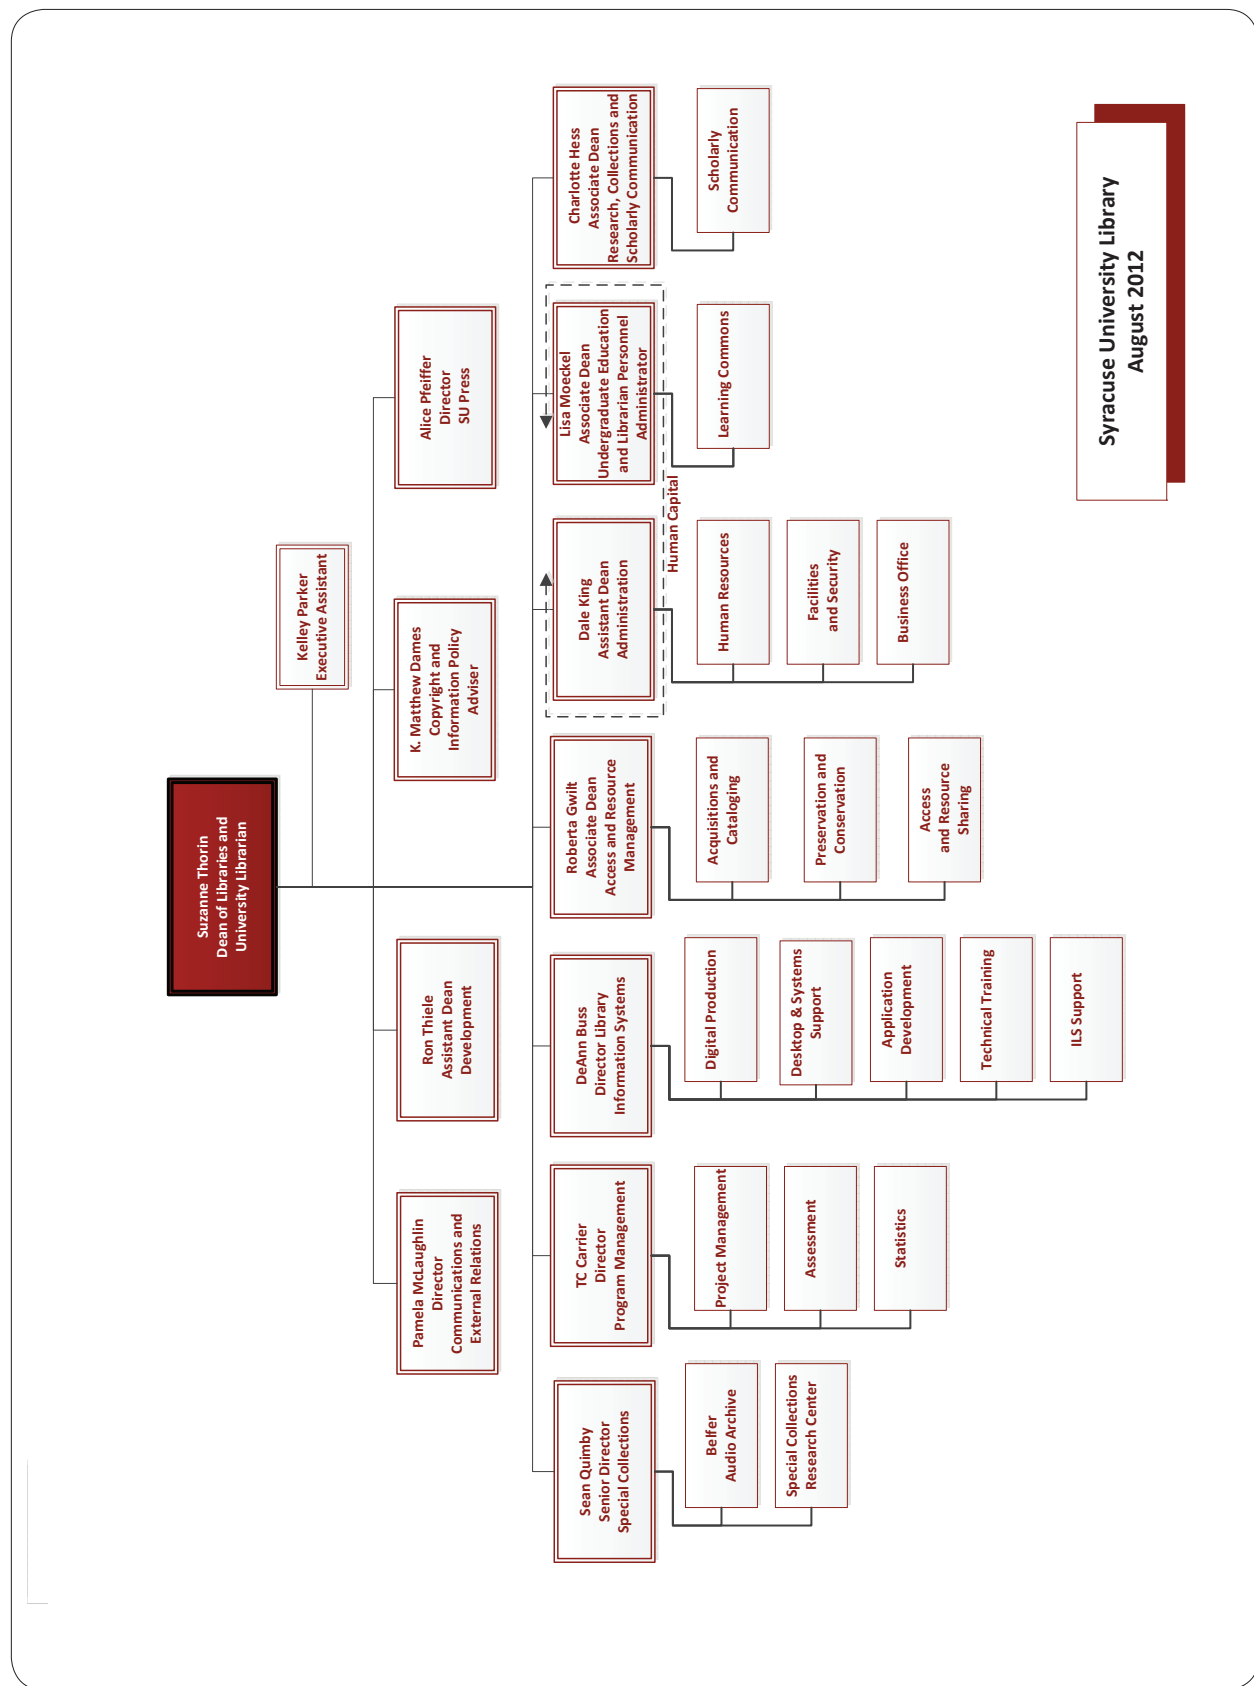 Suzanne Thorin
Dean of Libraries and
University Librarian
Kelley Parker
Executive Assistant
Pamela McLaughlin
Director
Communications and
External Relations
Ron Thiele
Assistant Dean
Development
K. Matthew Dames
Copyright and
Information Policy
Adviser
Alice Pfeiffer
Director
SU Press
Sean Quimby
Senior Director
Special Collections
Belfer
Audio Archive
Special Collections
Research Center
TC Carrier
Director
Program Management
Project Management
Assessment
Statistics
DeAnn Buss
Director Library
Information Systems
Digital Production
Desktop & Systems
Support
Application
Development
Technical Training
ILS Support
Roberta Gwilt
Associate Dean
Access and Resource
Management
Acquisitions and
Cataloging
Preservation and
Conservation
Access
and Resource
Sharing
Dale King
Assistant Dean
Administration
Human Capital
Human Resources
Facilities
and Security
Business Office
Lisa Moeckel
Associate Dean
Undergraduate Education
and Librarian Personnel
Administrator
Learning Commons
Charlotte Hess
Associate Dean
Research, Collections and
Scholarly Communication
Scholarly
Communication
Syracuse University Library
August 2012